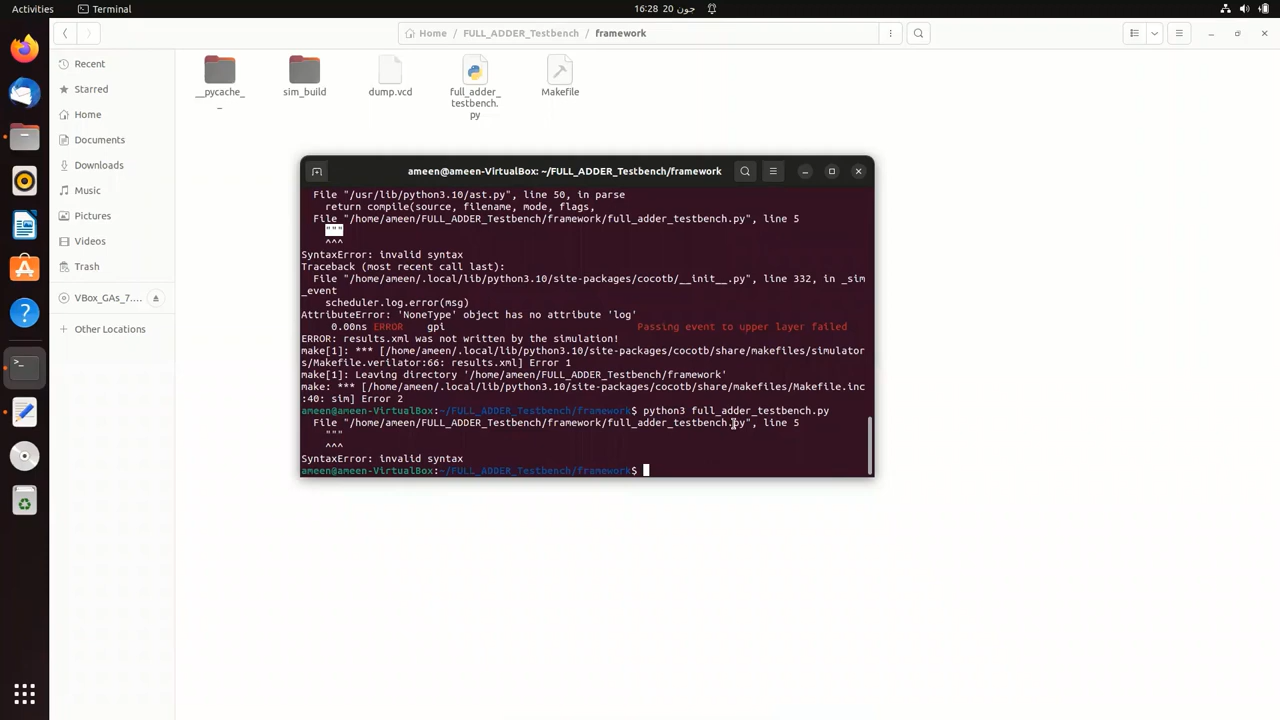 Activities
Terminal
16:28 20 جون
Home
FULL_ADDER_Testbench
framework
Recent
Starred
Home
Documents
Downloads
Music
Pictures
Videos
Trash
VBox_GAs_7....
Other Locations
__pycache_
_
sim_build
dump.vcd
full_adder_
testbench.
py
Makefile
ameen@ameen-VirtualBox: ~/FULL_ADDER_Testbench/framework
File "/usr/lib/python3.10/ast.py", line 50, in parse
return compile(source, filename, mode, flags,
File "/home/ameen/FULL_ADDER_Testbench/framework/full_adder_testbench.py", line 5
"""
^^^
SyntaxError: invalid syntax
Traceback (most recent call last):
File "/home/ameen/.local/lib/python3.10/site-packages/cocotb/__init__.py", line 332, in _sim
_event
scheduler.log.error(msg)
AttributeError: 'NoneType' object has no attribute 'log'
0.00ns ERROR gpi Passing event to upper layer failed
ERROR: results.xml was not written by the simulation!
make[1]: *** [/home/ameen/.local/lib/python3.10/site-packages/cocotb/share/makefiles/simulator
s/Makefile.verilator:66: results.xml] Error 1
make[1]: Leaving directory '/home/ameen/FULL_ADDER_Testbench/framework'
make: *** [/home/ameen/.local/lib/python3.10/site-packages/cocotb/share/makefiles/Makefile.inc
:40: sim] Error 2
ameen@ameen-VirtualBox:~/FULL_ADDER_Testbench/framework$ python3 full_adder_testbench.py
File "/home/ameen/FULL_ADDER_Testbench/framework/full_adder_testbench.py", line 5
"""
^^^
SyntaxError: invalid syntax
ameen@ameen-VirtualBox:~/FULL_ADDER_Testbench/framework$